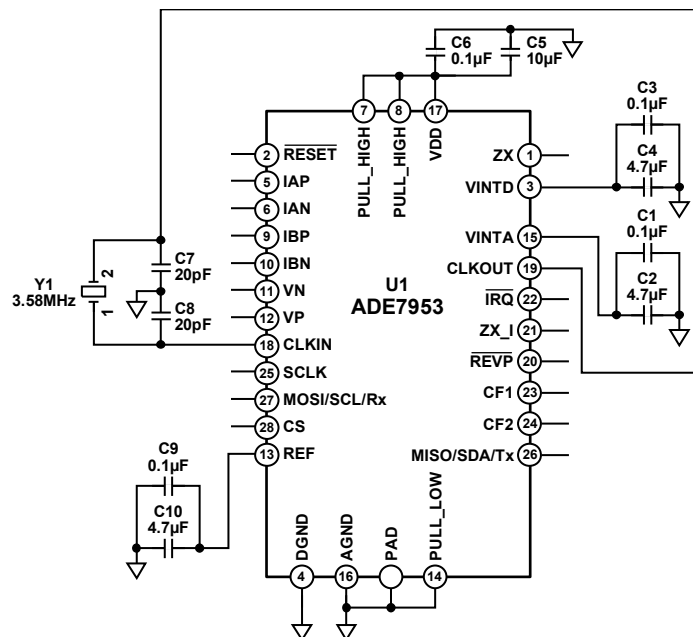 C6
0.1µF
C5
10µF
C3
0.1µF
C4
4.7µF
7
8
17
PULL_HIGH
PULL_HIGH
VDD
2
RESET
5
IAP
6
IAN
9
IBP
10
IBN
11
VN
12
VP
18
CLKIN
25
SCLK
27
MOSI/SCL/Rx
28
CS
13
REF
U1
ADE7953
ZX
1
VINTD
3
VINTA
15
CLKOUT
19
IRQ
22
ZX_I
21
REVP
20
CF1
23
CF2
24
MISO/SDA/Tx
26
C1
0.1µF
C2
4.7µF
Y1
3.58MHz
2
1
C7
20pF
C8
20pF
C9
0.1µF
C10
4.7µF
DGND
AGND
PAD
PULL_LOW
4
16
14